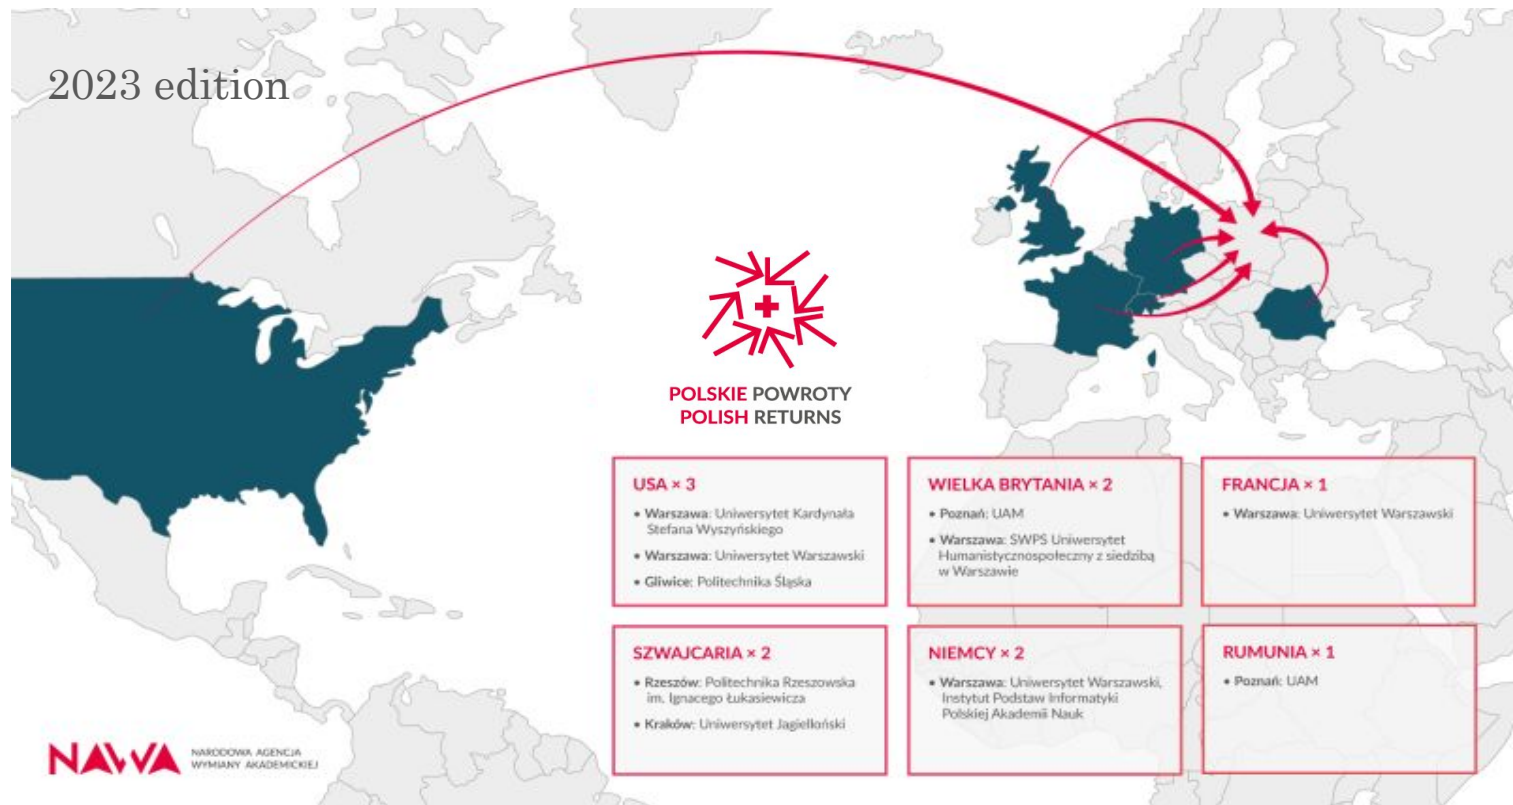 2023 edition
POLSKIE POWROTY
POLISH RETURNS
USA × 3
• Warszawa: Uniwersytet Kardynała
Stefana Wyszyńskiego
• Warszawa: Uniwersytet Warszawski
• Gliwice: Politechnika Śląska
WIELKA BRYTANIA × 2
• Poznań: UAM
• Warszawa: SWPS Uniwersytet
Humanistycznospołeczny z siedzibą
w Warszawie
FRANCJA × 1
• Warszawa: Uniwersytet Warszawski
SZWAJCARIA × 2
• Rzeszów: Politechnika Rzeszowska
im. Ignacego Łukasiewicza
• Kraków: Uniwersytet Jagielloński
NIEMCY × 2
• Warszawa: Uniwersytet Warszawski,
Instytut Podstaw Informatyki
Polskiej Akademii Nauk
RUMUNIA × 1
• Poznań: UAM
NAWA
NARODOWA AGENCJA
WYMIANY AKADEMICKIEJ